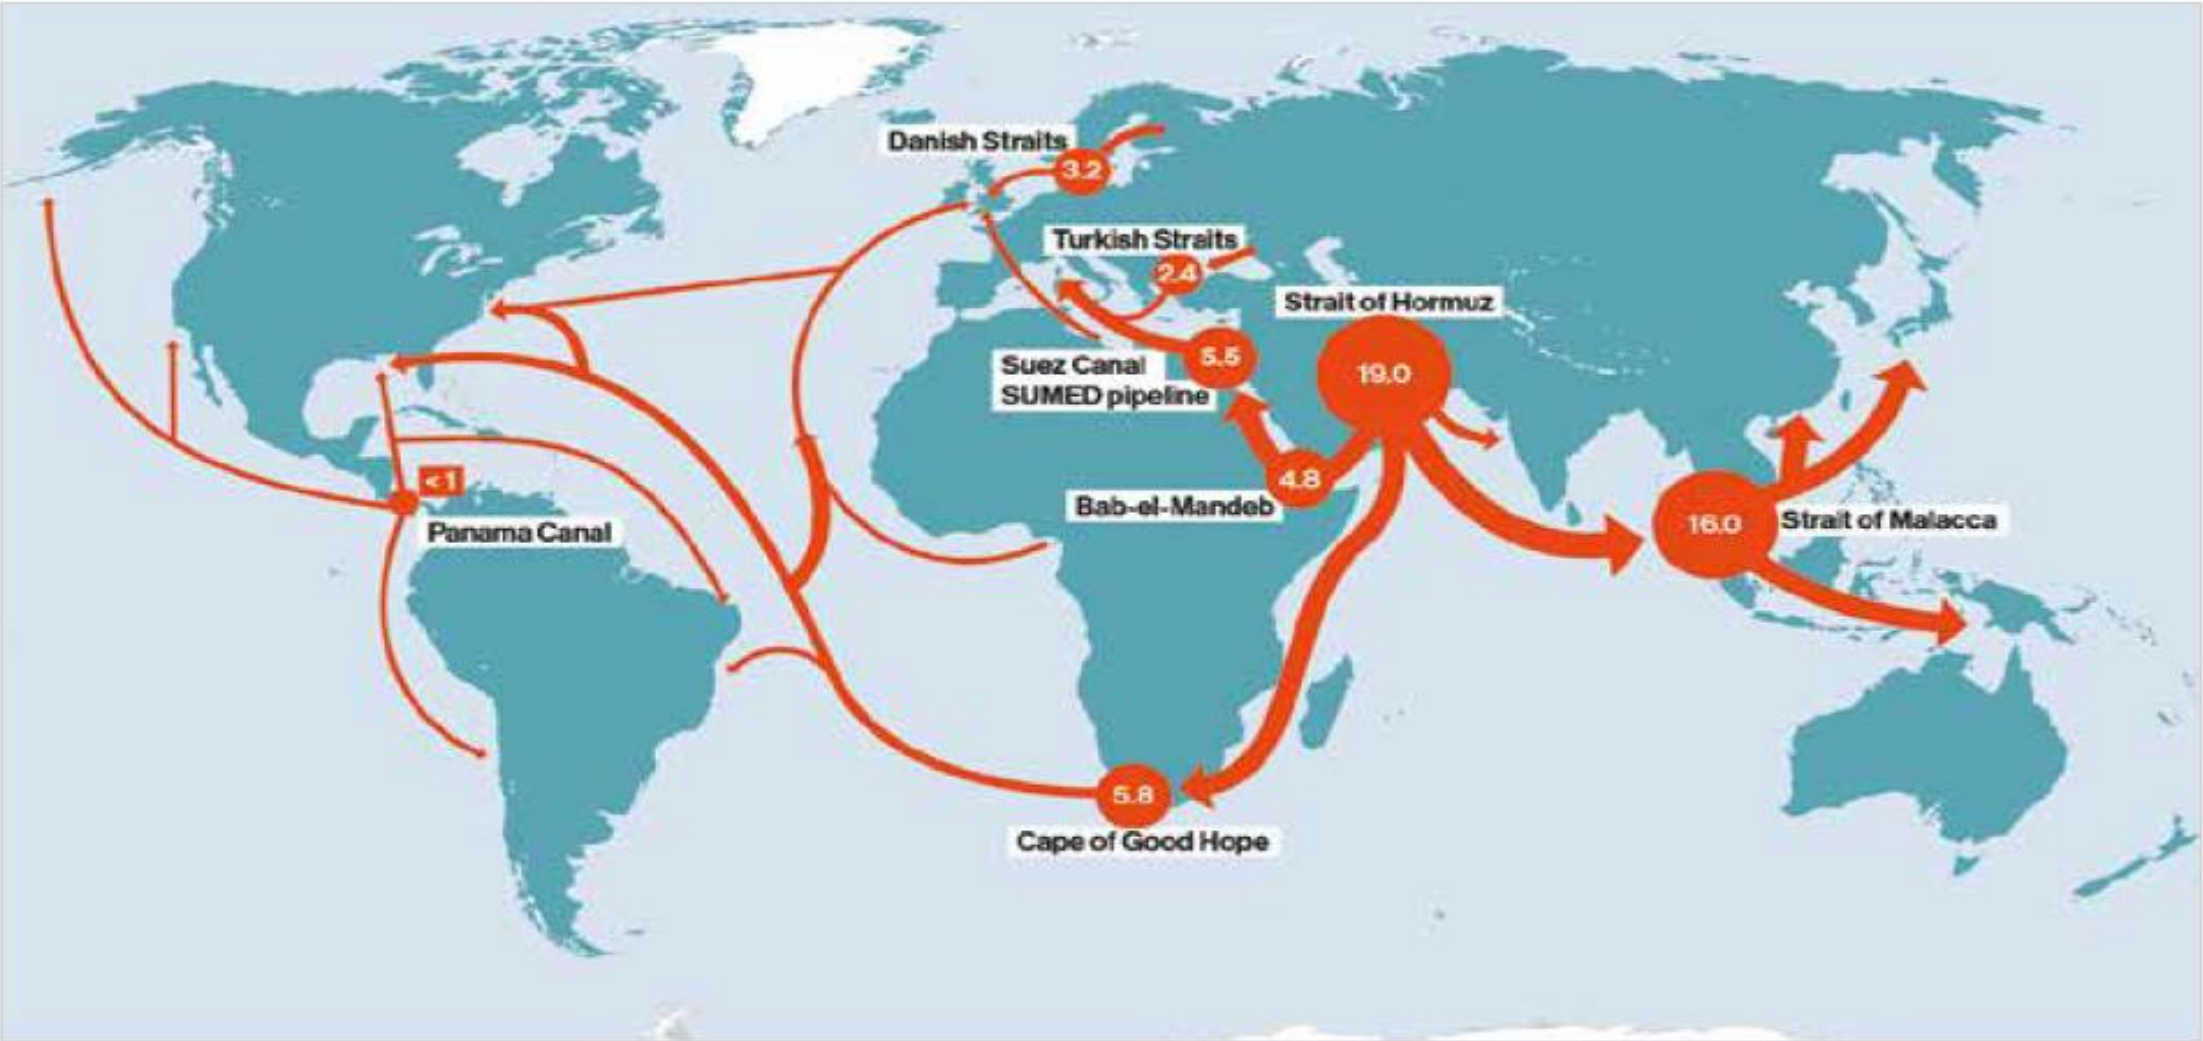 Danish Straits
3.2
Turkish Straits
2.4
Strait of Hormuz
19.0
Suez Canal
SUMED pipeline
5.5
<1
Panama Canal
4.8
Bab-el-Mandeb
16.0
Strait of Malacca
5.8
Cape of Good Hope